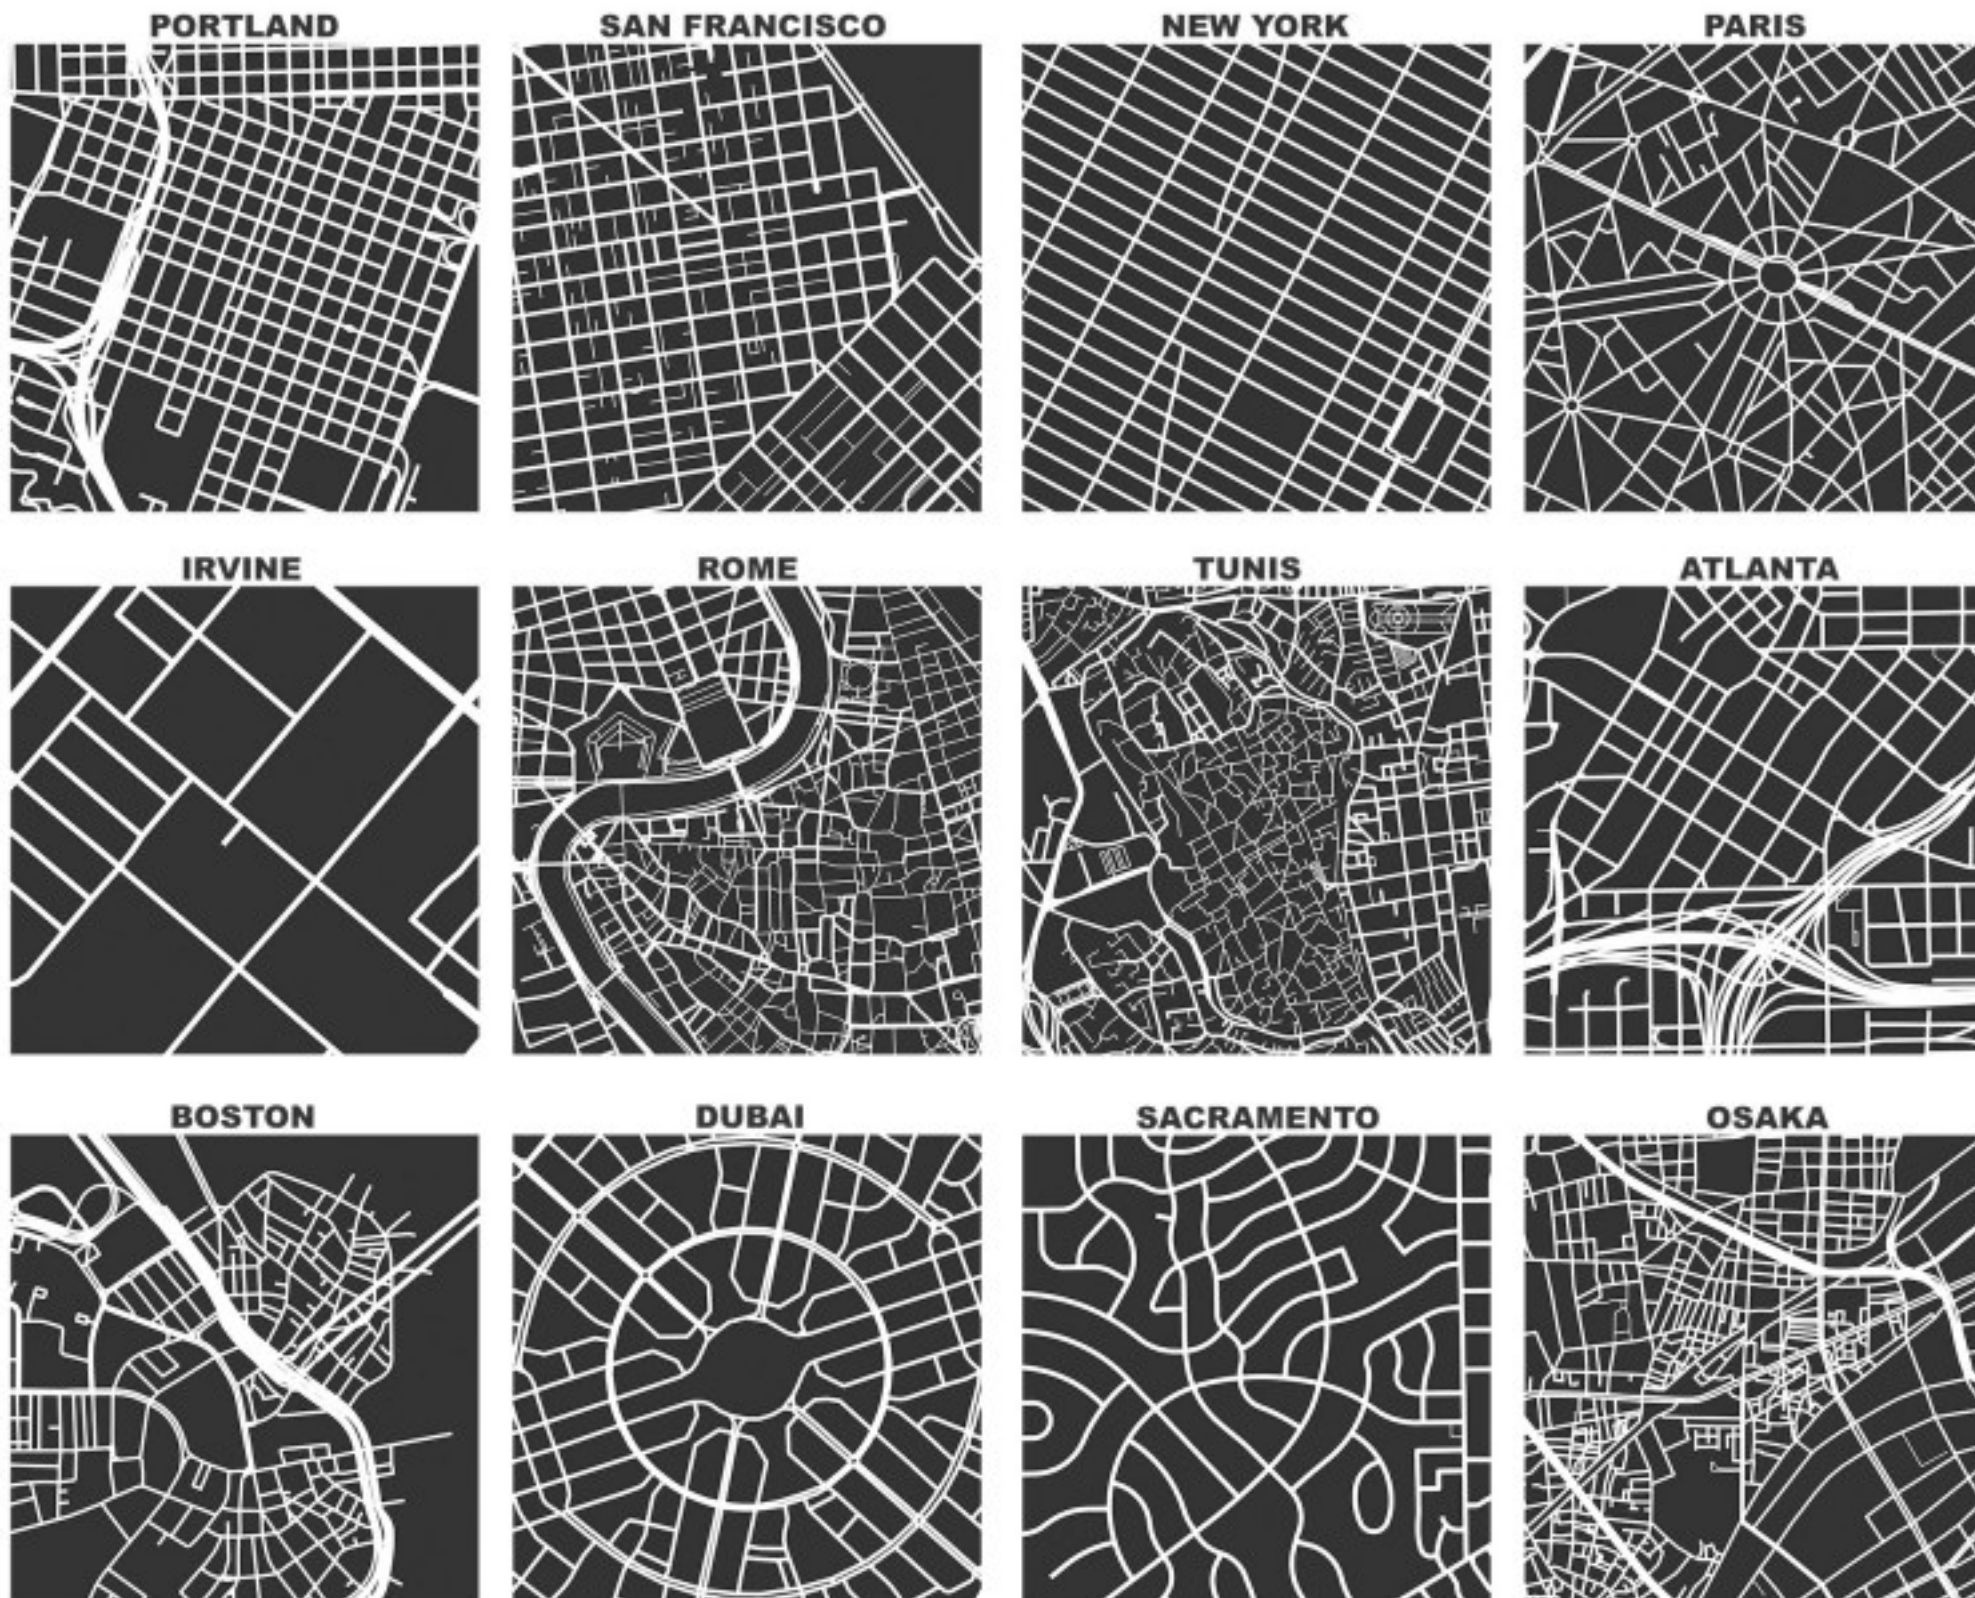 PORTLAND
SAN FRANCISCO
NEW YORK
PARIS
IRVINE
ROME
TUNIS
ATLANTA
BOSTON
DUBAI
SACRAMENTO
OSAKA